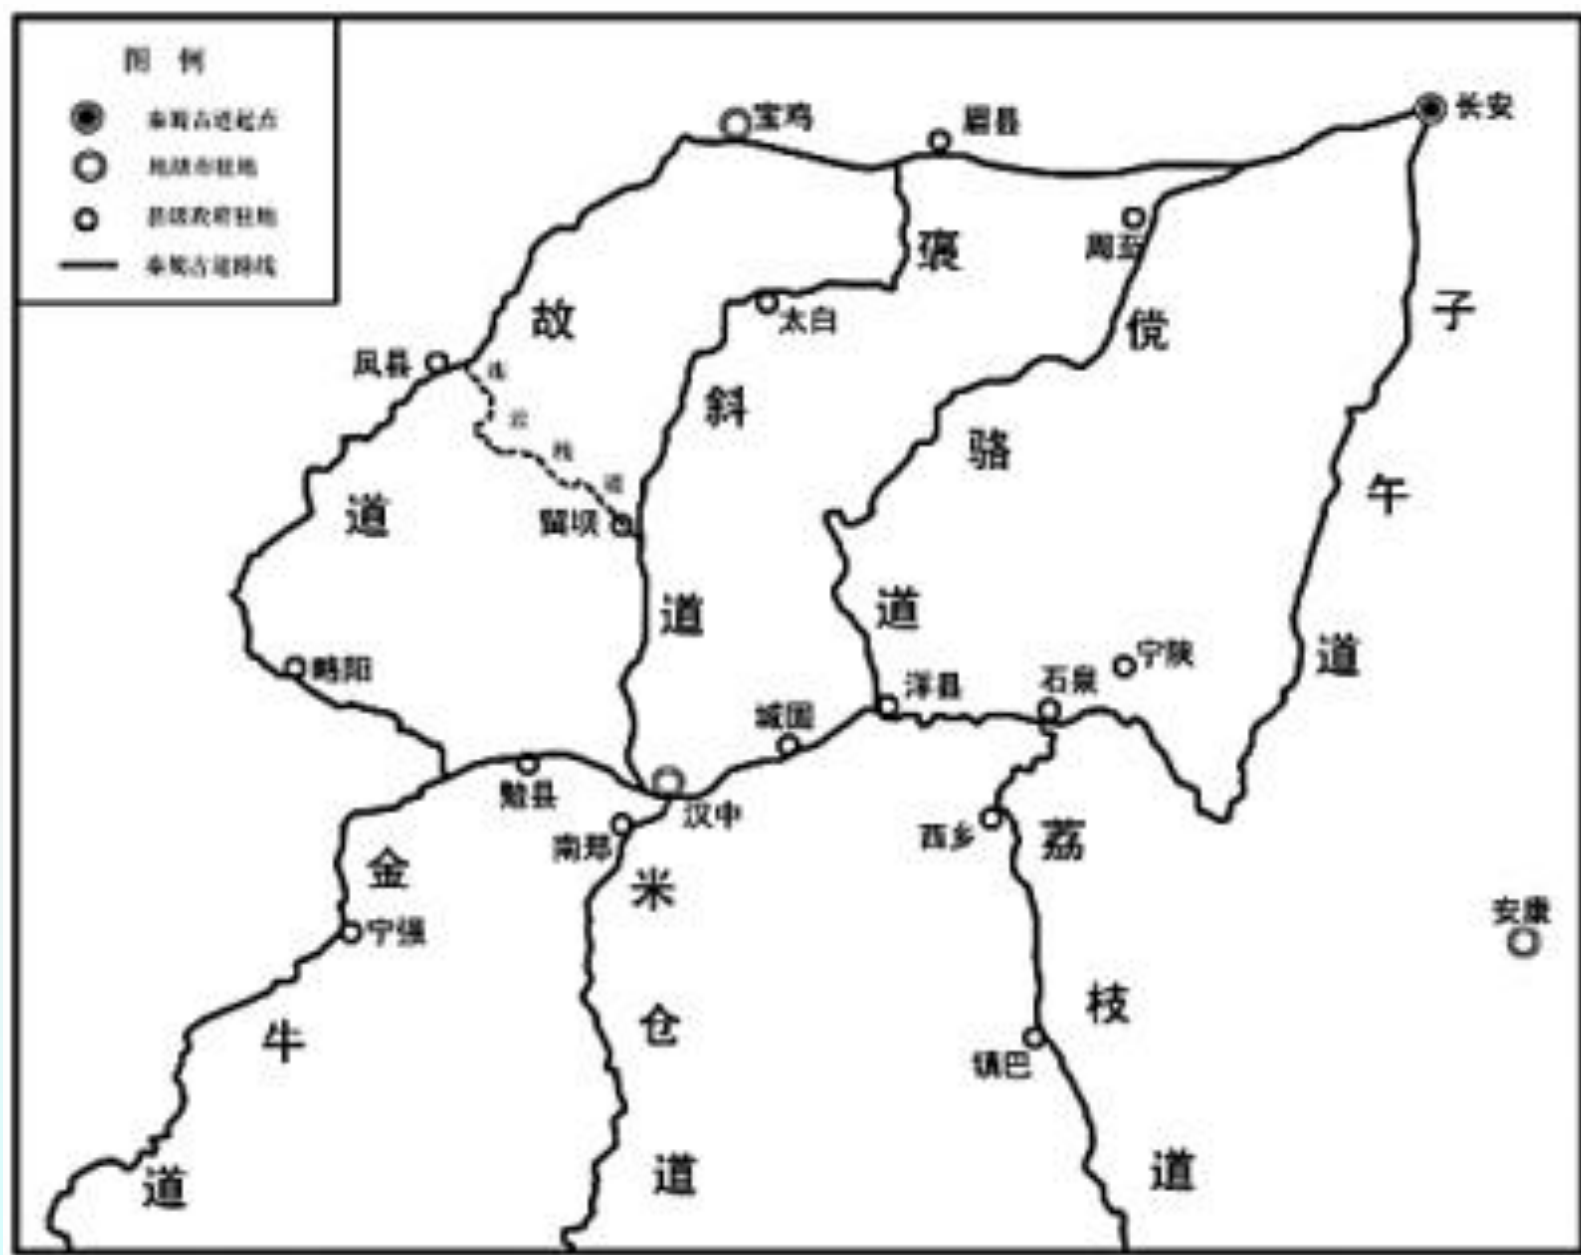 图 例
秦蜀古道起点
地级市驻地
县级政府驻地
秦蜀古道路线
宝鸡
眉县
长安
周至
太白
凤县
留坝
略阳
宁陕
石泉
洋县
城固
勉县
汉中
南郑
西乡
宁强
安康
镇巴
故道
连云栈道
褒斜道
傥骆道
子午道
金牛道
米仓道
荔枝道